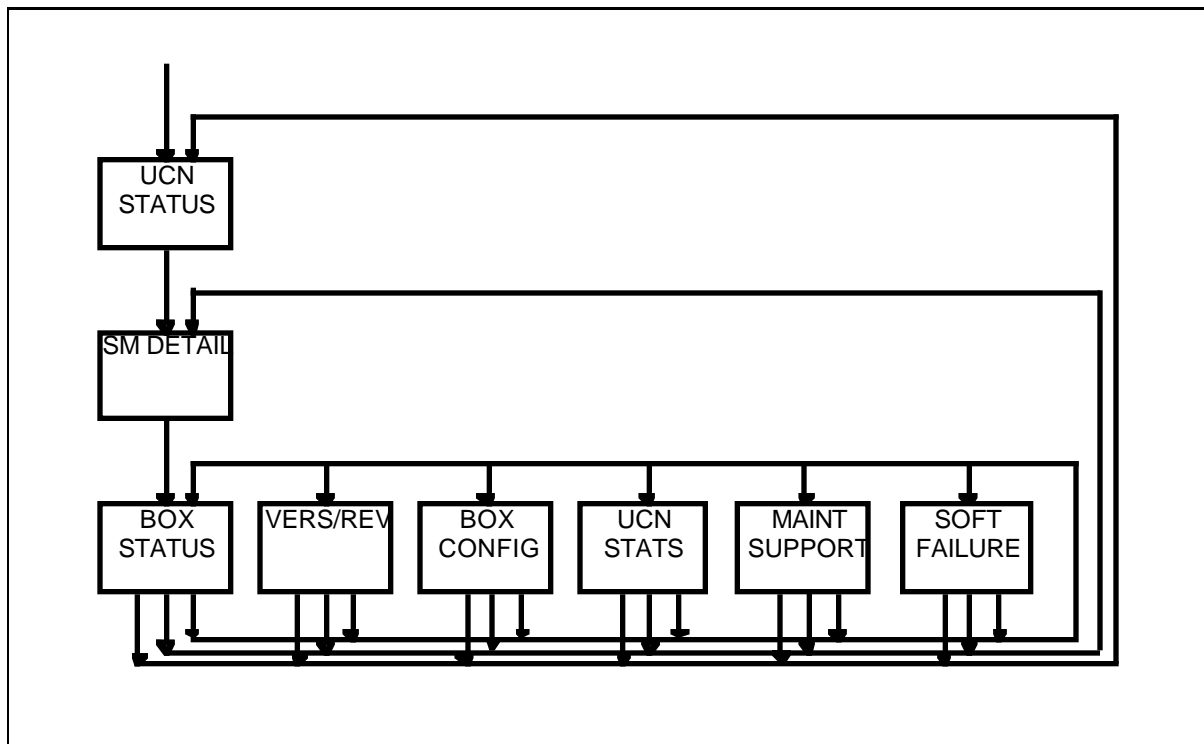 UCN
STATUS
SM DETAIL
BOX
STATUS
VERS/REV
BOX
CONFIG
UCN
STATS
MAINT
SUPPORT
SOFT
FAILURE